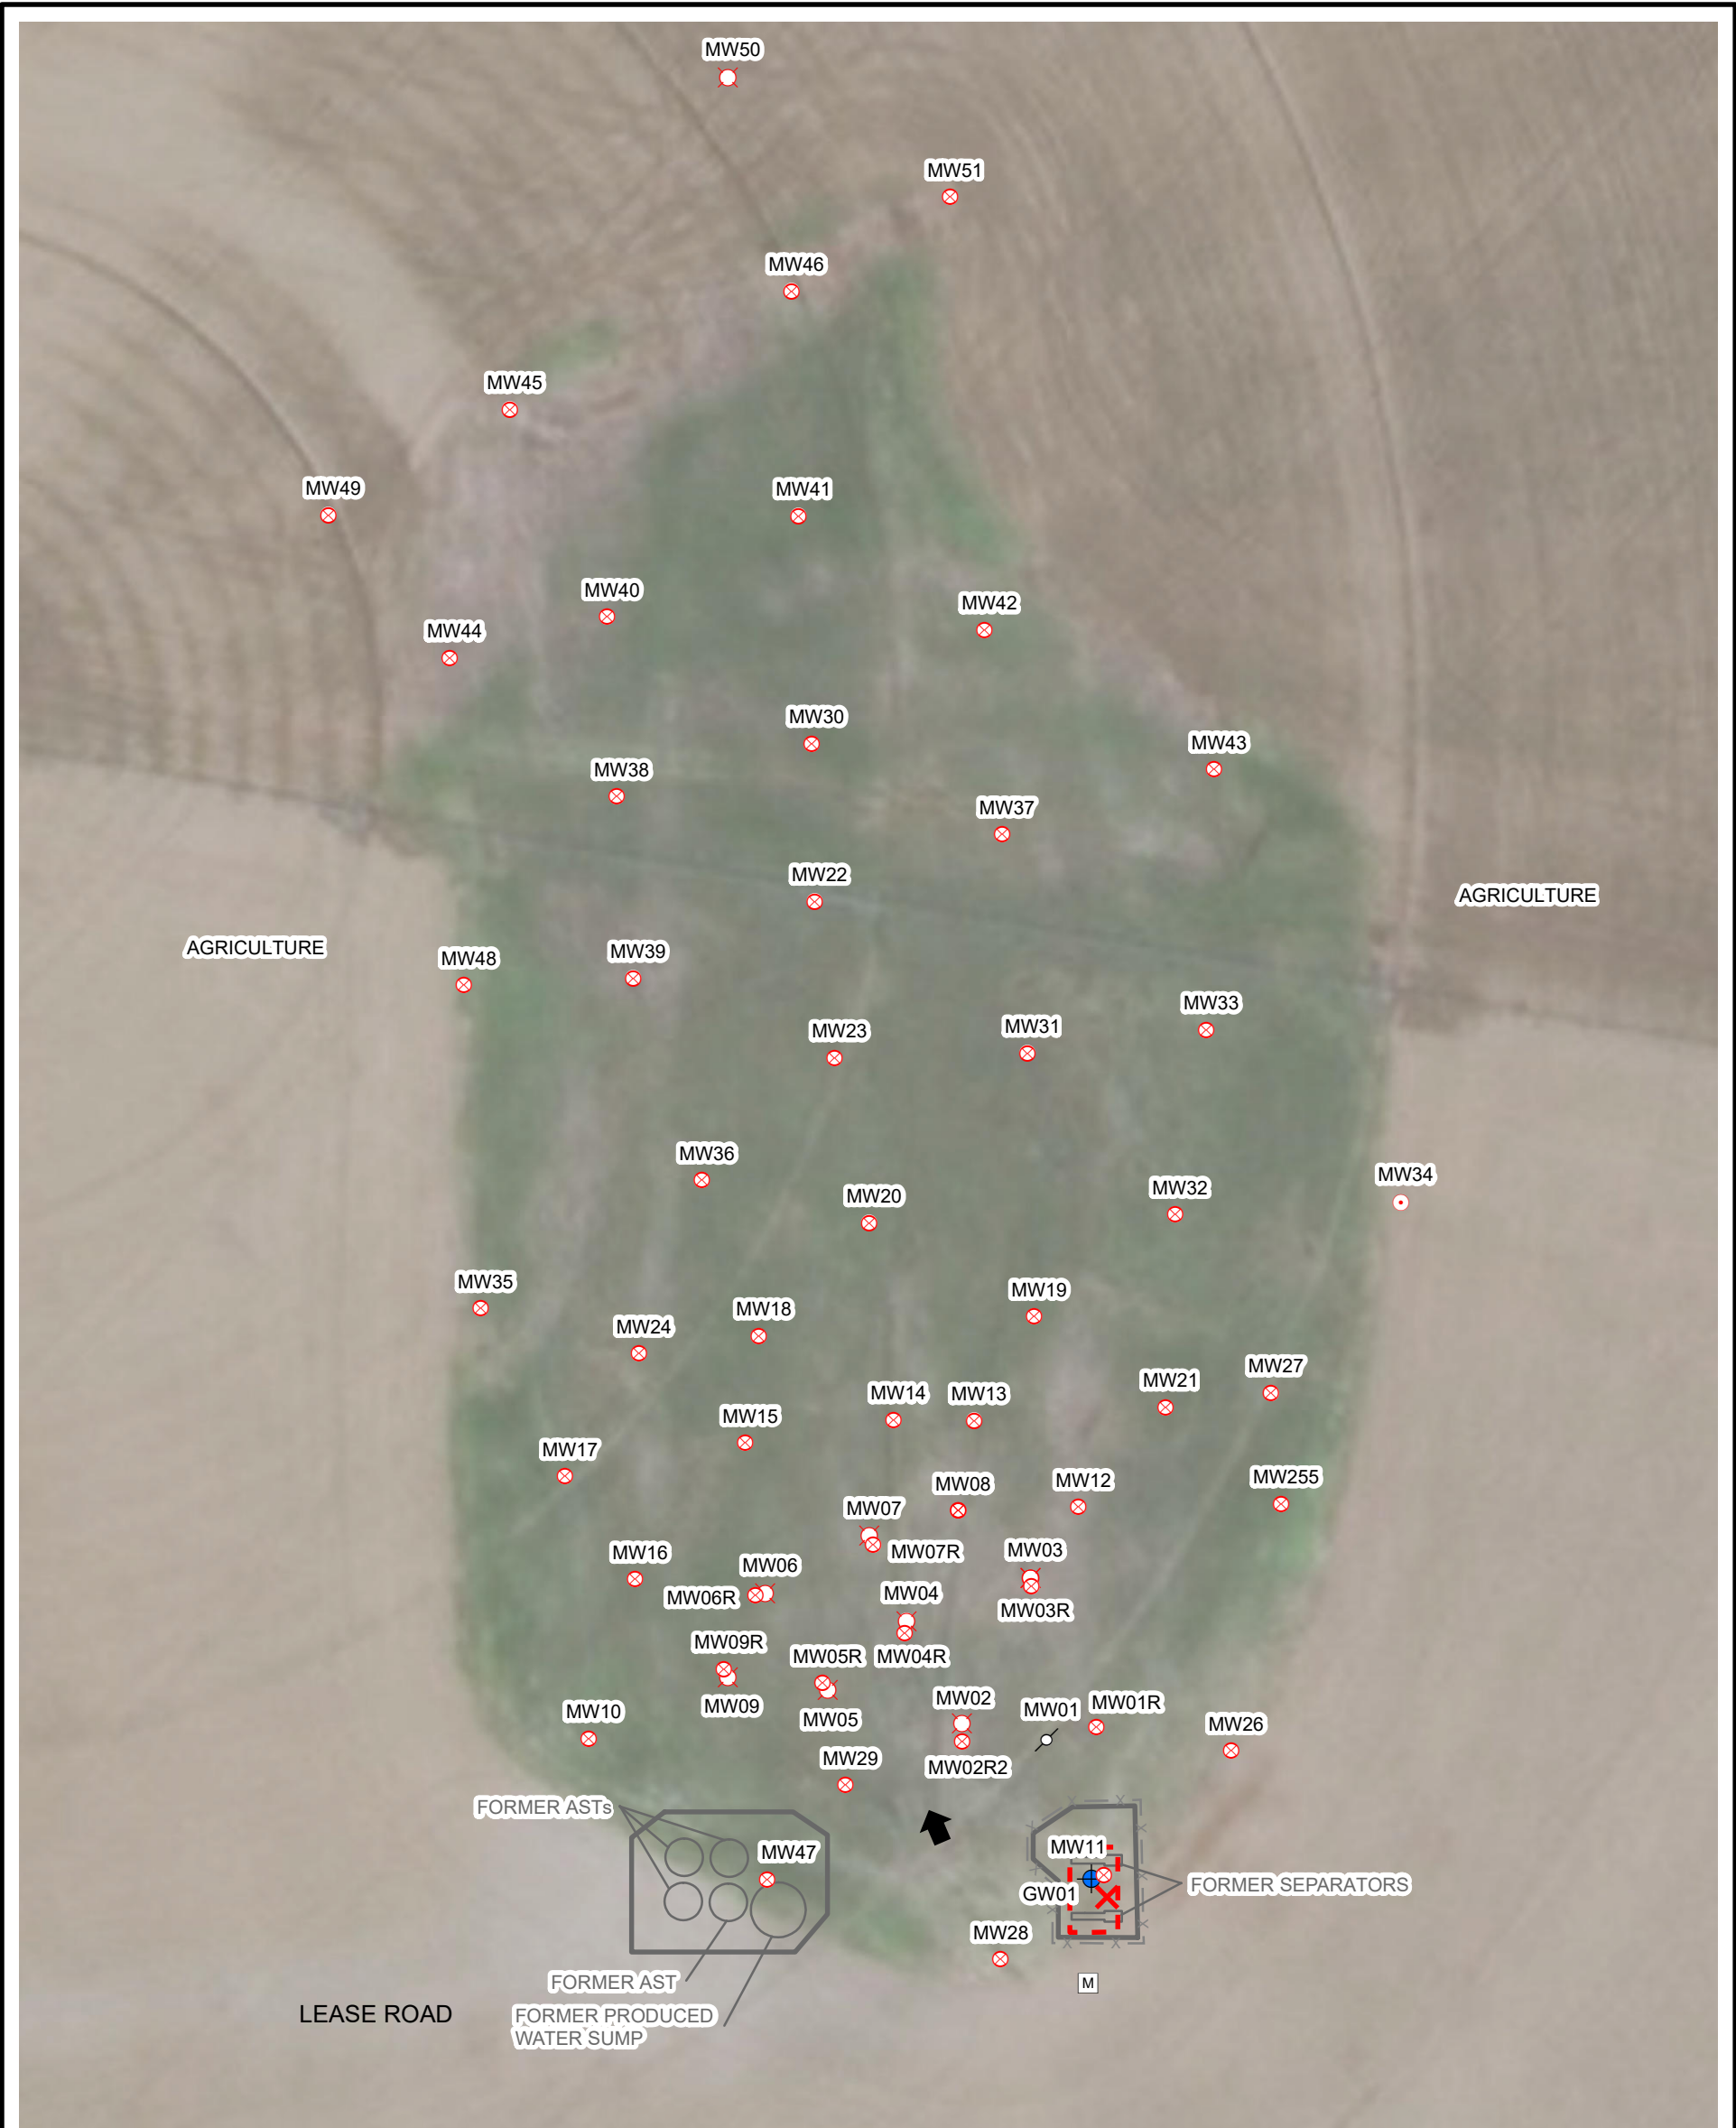 MW50
MW51
MW46
MW45
MW49
MW41
MW40
MW42
MW44
MW30
MW43
MW38
MW37
MW22
AGRICULTURE
AGRICULTURE
MW48
MW39
MW33
MW23
MW31
MW36
MW34
MW20
MW32
MW35
MW19
MW18
MW24
MW27
MW21
MW14
MW13
MW15
MW17
MW255
MW08
MW12
MW07
MW07R
MW03
MW16
MW06
MW06R
MW04
MW03R
MW09R
MW05R
MW04R
MW02
MW01R
MW09
MW01
MW10
MW05
MW26
MW29
MW02R2
FORMER ASTs
MW11
MW47
FORMER SEPARATORS
GW01
MW28
FORMER AST
M
LEASE ROAD
FORMER PRODUCED
WATER SUMP